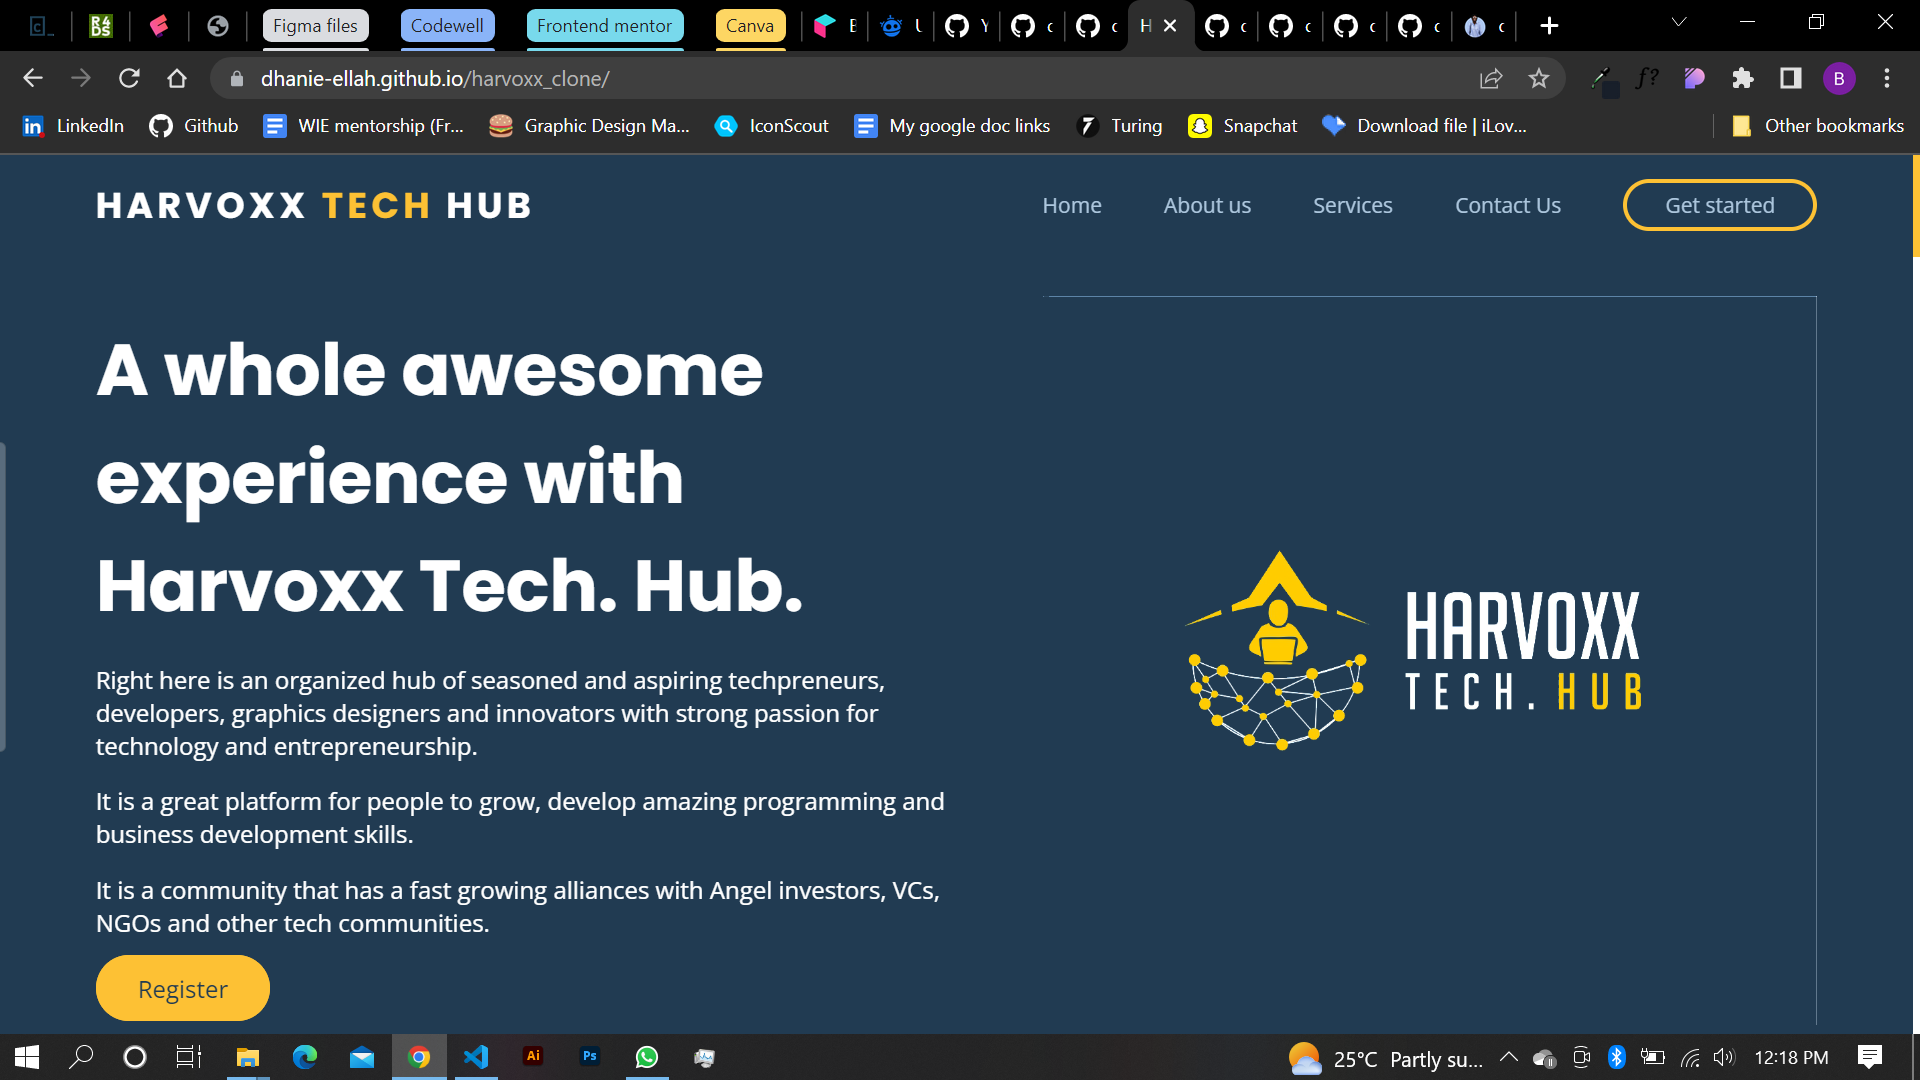 Figma files
Codewell
Frontend mentor
Canva
dhanie-ellah.github.io/harvoxx_clone/
B
LinkedIn
Github
WIE mentorship (Fr...
Graphic Design Ma...
IconScout
My google doc links
Turing
Snapchat
Download file | iLov...
Other bookmarks
HARVOXX TECH HUB
Home
About us
Services
Contact Us
Get started
A whole awesome
experience with
Harvoxx Tech. Hub.
Right here is an organized hub of seasoned and aspiring techpreneurs,
developers, graphics designers and innovators with strong passion for
technology and entrepreneurship.
It is a great platform for people to grow, develop amazing programming and
business development skills.
It is a community that has a fast growing alliances with Angel investors, VCs,
NGOs and other tech communities.
Register
HARVOXX
TECH. HUB
Ai
Ps
25°C Partly su...
12:18 PM